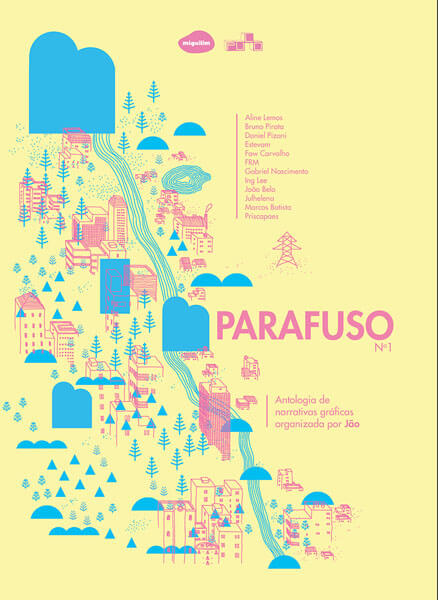 miguilim
Aline Lemos
Bruno Pirata
Daniel Pizani
Estevam
Faw Carvalho
FRM
Gabriel Nascimento
Ing Lee
João Belo
Julhelena
Marcos Batista
Priscapaes
PARAFUSO
Nº1
Antologia de
narrativas gráficas
organizada por Jão